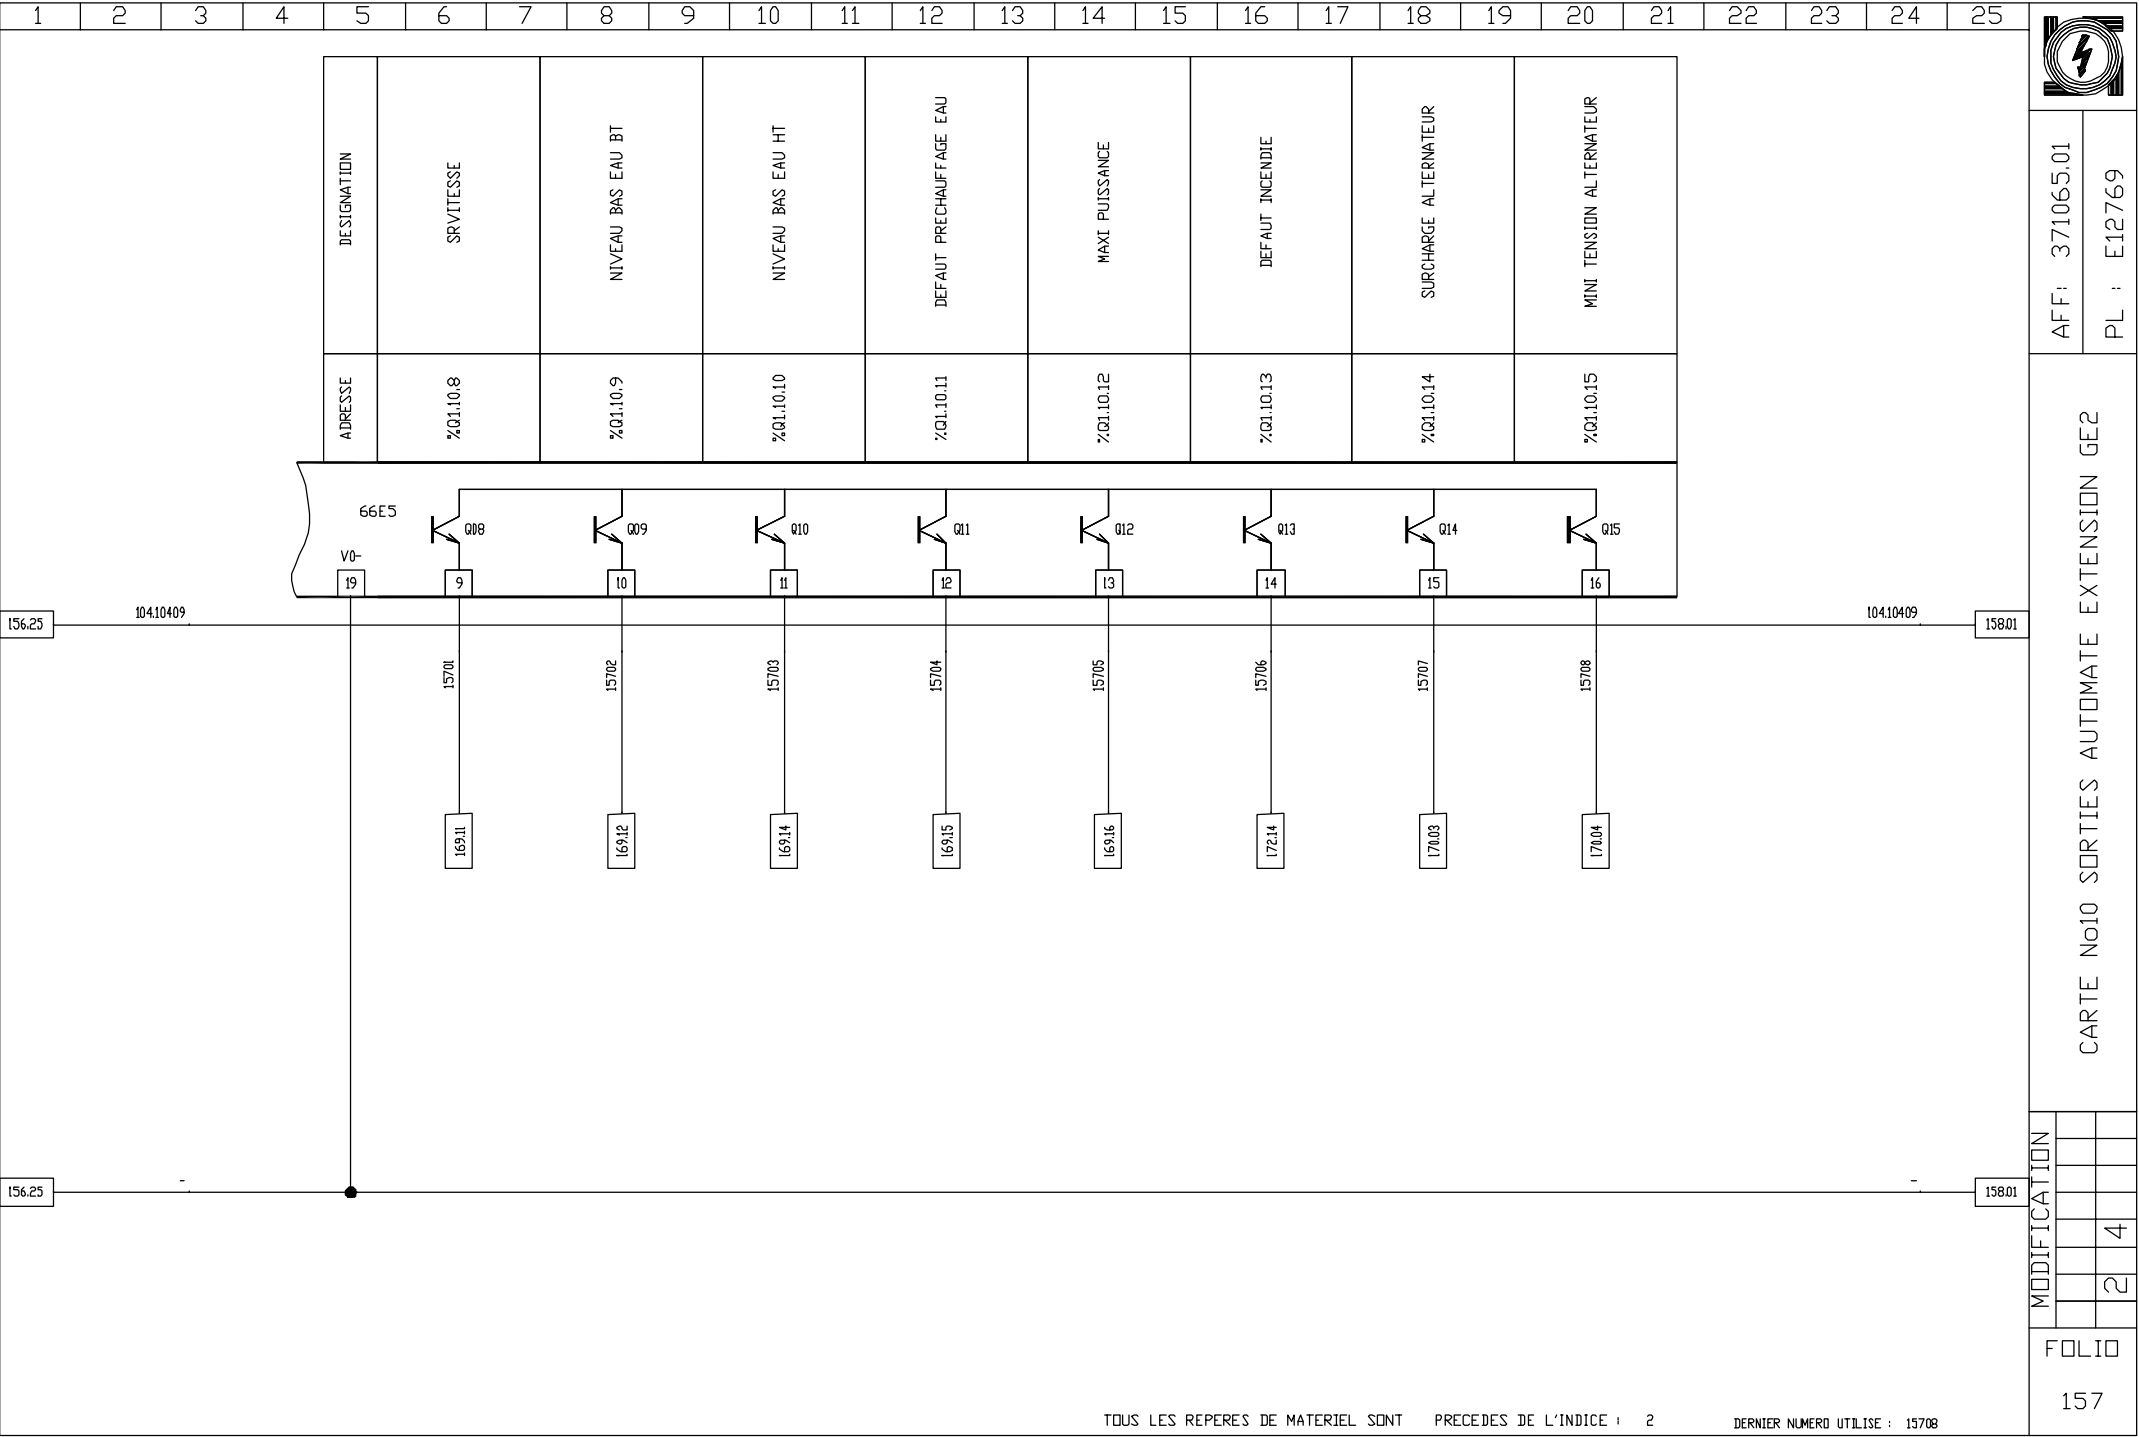 1 2 3 4 5 6 7 8 9 10 11 12 13 14 15 16 17 18 19 20 21 22 23 24 25
DESIGNATION
SRVITESSE
NIVEAU BAS EAU BT
NIVEAU BAS EAU HT
DEFAUT PRECHAUFFAGE EAU
MAXI PUISSANCE
DEFAUT INCENDIE
SURCHARGE ALTERNATEUR
MINI TENSION ALTERNATEUR
ADRESSE
%Q1.10.8
%Q1.10.9
%Q1.10.10
%Q1.10.11
%Q1.10.12
%Q1.10.13
%Q1.10.14
%Q1.10.15
66E5
Q08 Q09 Q10 Q11 Q12 Q13 Q14 Q15
V0-
19 9 10 11 12 13 14 15 16
156.25 104.10409 104.10409 158.01
15701
15702
15703
15704
15705
15706
15707
15708
169.11
169.12
169.14
169.15
169.16
172.14
170.03
170.04
156.25 - - 158.01
TOUS LES REPERES DE MATERIEL SONT PRECEDES DE L'INDICE : 2
DERNIER NUMERO UTILISE : 15708
AFF: 371065.01
PL : E12769
CARTE No10 SORTIES AUTOMATE EXTENSION GE2
MODIFICATION
2 4
FOLIO
157